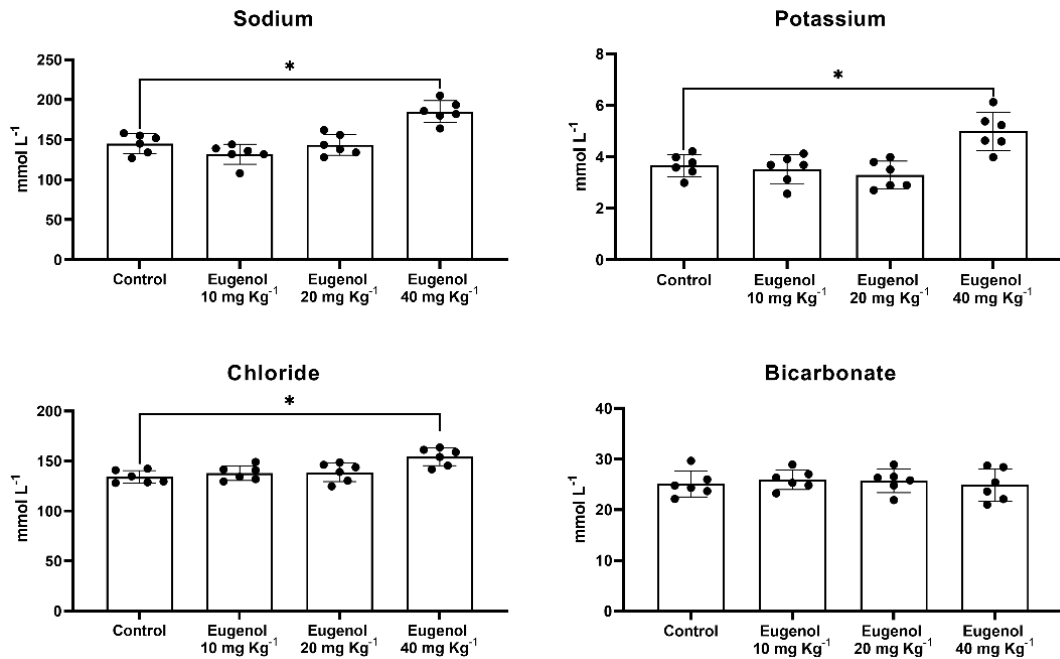 Sodium
250
200
150
100
50
0
mmol L⁻¹
*
Control
Eugenol
10 mg Kg⁻¹
Eugenol
20 mg Kg⁻¹
Eugenol
40 mg Kg⁻¹
Potassium
8
6
4
2
0
mmol L⁻¹
*
Control
Eugenol
10 mg Kg⁻¹
Eugenol
20 mg Kg⁻¹
Eugenol
40 mg Kg⁻¹
Chloride
200
150
100
50
0
mmol L⁻¹
*
Control
Eugenol
10 mg Kg⁻¹
Eugenol
20 mg Kg⁻¹
Eugenol
40 mg Kg⁻¹
Bicarbonate
40
30
20
10
0
mmol L⁻¹
Control
Eugenol
10 mg Kg⁻¹
Eugenol
20 mg Kg⁻¹
Eugenol
40 mg Kg⁻¹